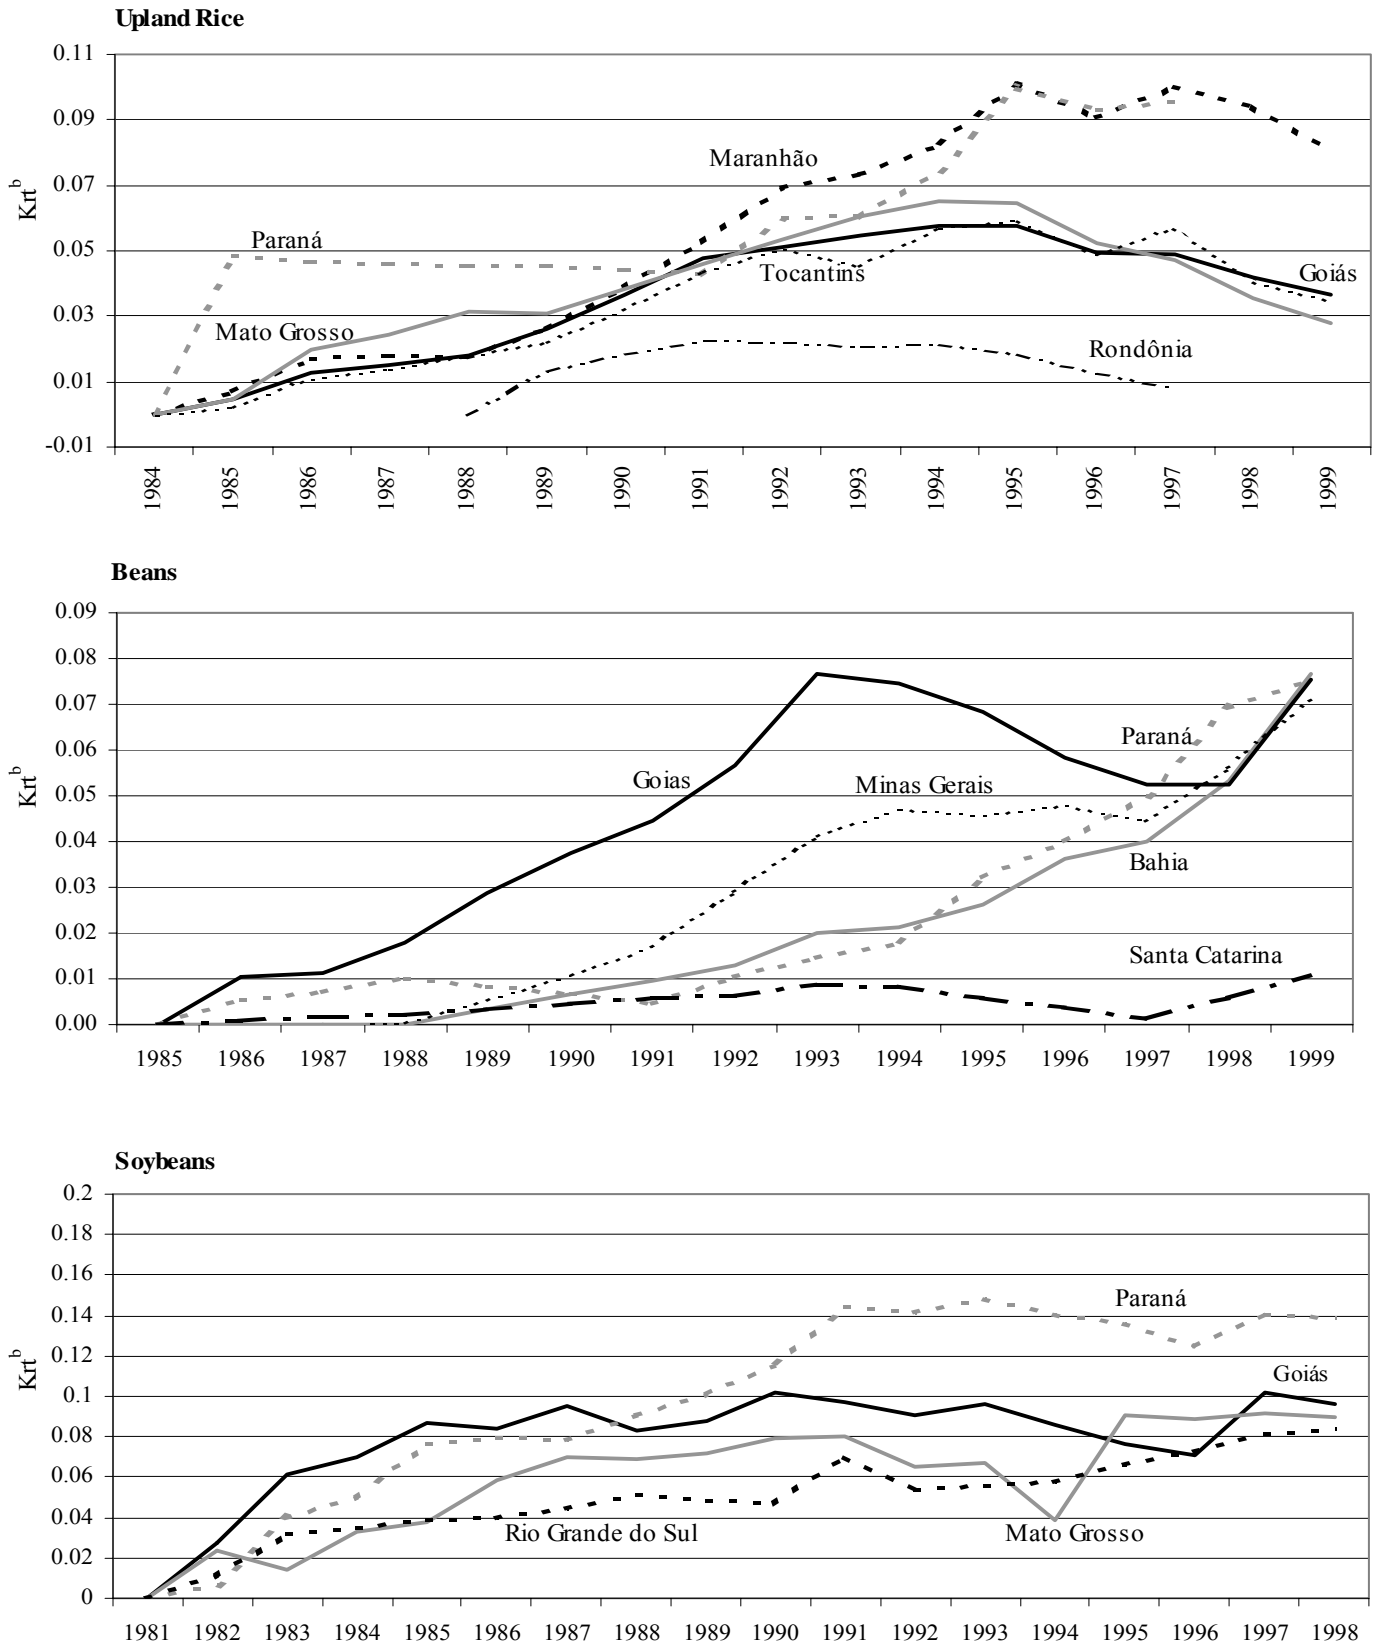 Upland Rice
0.11
0.09
0.07
0.05
0.03
0.01
-0.01
Krt^b
Maranhão
Paraná
Tocantins
Goiás
Mato Grosso
Rondônia
1984 1985 1986 1987 1988 1989 1990 1991 1992 1993 1994 1995 1996 1997 1998 1999
Beans
0.09
0.08
0.07
0.06
0.05
0.04
0.03
0.02
0.01
0.00
Krt^b
Paraná
Goias
Minas Gerais
Bahia
Santa Catarina
1985 1986 1987 1988 1989 1990 1991 1992 1993 1994 1995 1996 1997 1998 1999
Soybeans
0.2
0.18
0.16
0.14
0.12
0.1
0.08
0.06
0.04
0.02
0
Krt^b
Paraná
Goiás
Rio Grande do Sul
Mato Grosso
1981 1982 1983 1984 1985 1986 1987 1988 1989 1990 1991 1992 1993 1994 1995 1996 1997 1998